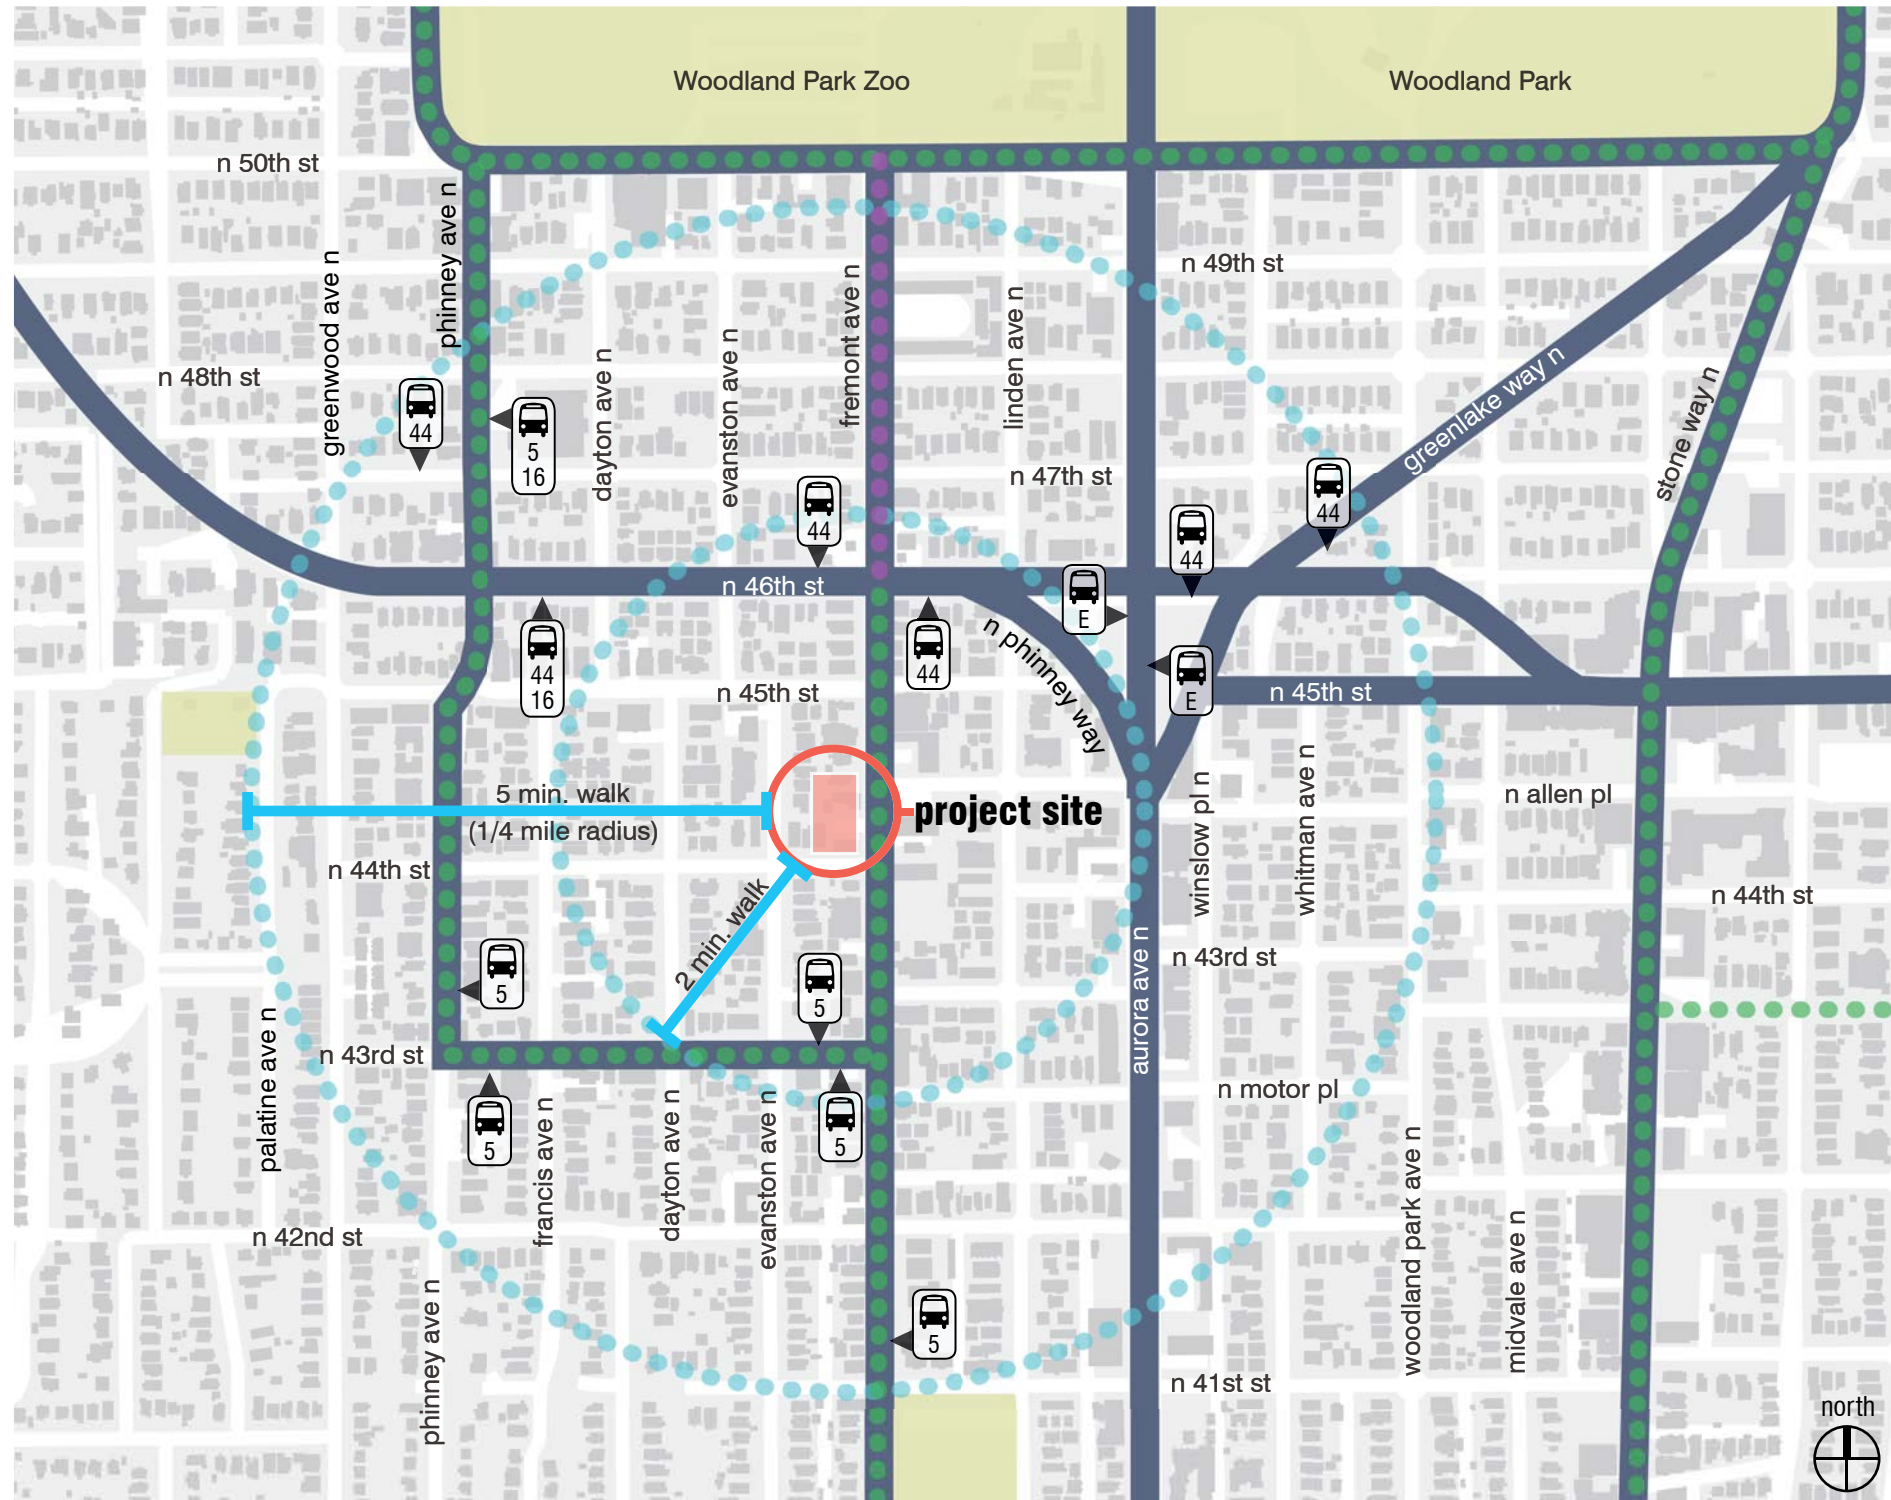 Woodland Park Zoo
Woodland Park
n 50th st
phinney ave n
n 49th st
greenwood ave n
fremont ave n
linden ave n
n 48th st
dayton ave n
evanston ave n
greenlake way n
stone way n
44
5
16
n 47th st
44
44
44
n 46th st
E
44
16
44
n phinney way
E
n 45th st
n 45th st
5 min. walk
(1/4 mile radius)
project site
winslow pl n
whitman ave n
n allen pl
n 44th st
n 44th st
2 min. walk
aurora ave n
n 43rd st
5
5
palatine ave n
n 43rd st
n motor pl
5
5
francis ave n
dayton ave n
evanston ave n
woodland park ave n
midvale ave n
n 42nd st
phinney ave n
5
n 41st st
north